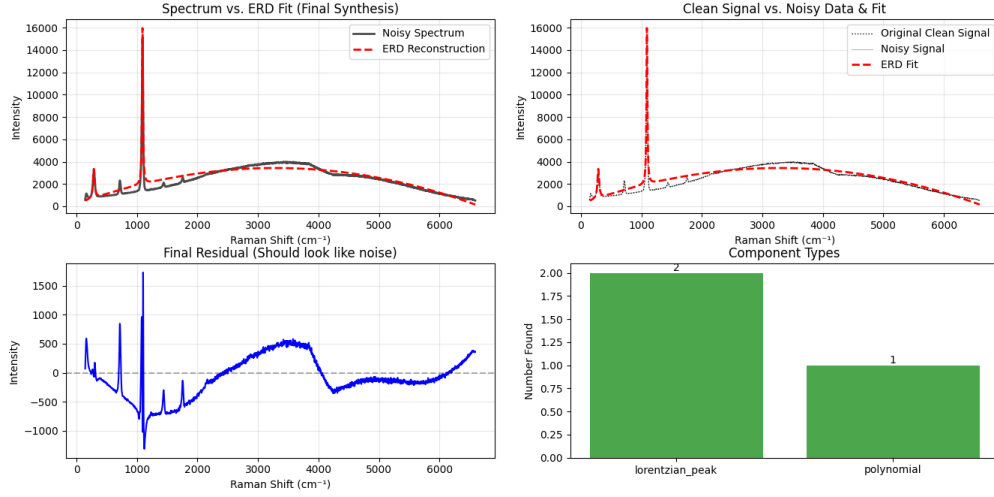 Spectrum vs. ERD Fit (Final Synthesis)
Intensity
16000
14000
12000
10000
8000
6000
4000
2000
0
Noisy Spectrum
ERD Reconstruction
0 1000 2000 3000 4000 5000 6000
Raman Shift (cm⁻¹)
Clean Signal vs. Noisy Data & Fit
Intensity
16000
14000
12000
10000
8000
6000
4000
2000
0
Original Clean Signal
Noisy Signal
ERD Fit
0 1000 2000 3000 4000 5000 6000
Raman Shift (cm⁻¹)
Final Residual (Should look like noise)
Intensity
1500
1000
500
0
−500
−1000
0 1000 2000 3000 4000 5000 6000
Raman Shift (cm⁻¹)
Component Types
Number Found
2.00
1.75
1.50
1.25
1.00
0.75
0.50
0.25
0.00
2
1
lorentzian_peak polynomial